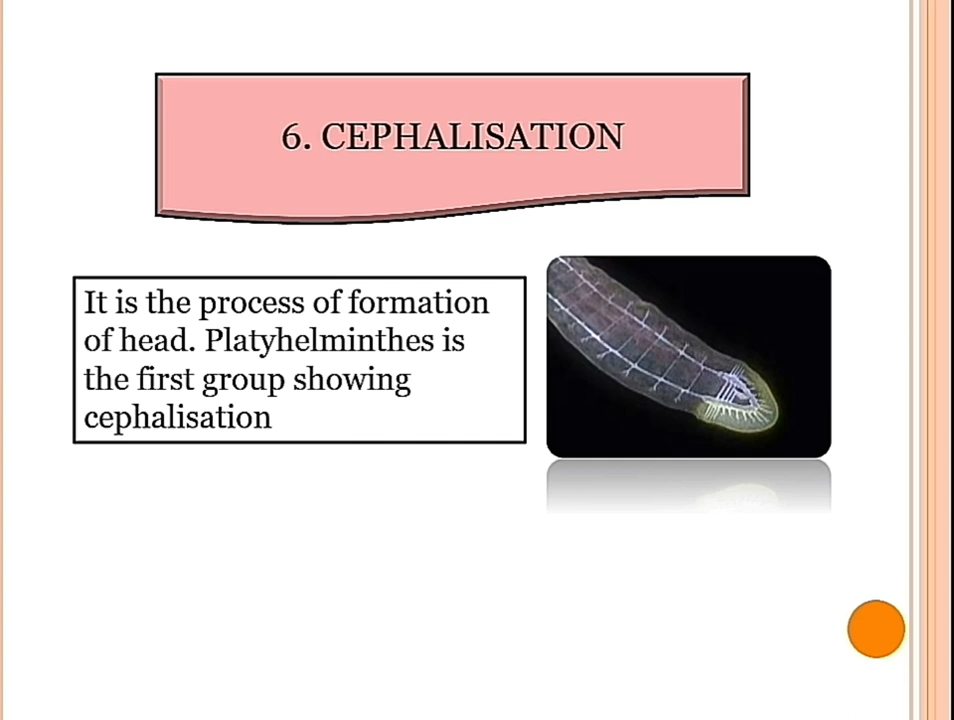 6. CEPHALISATION
It is the process of formation
of head. Platyhelminthes is
the first group showing
cephalisation